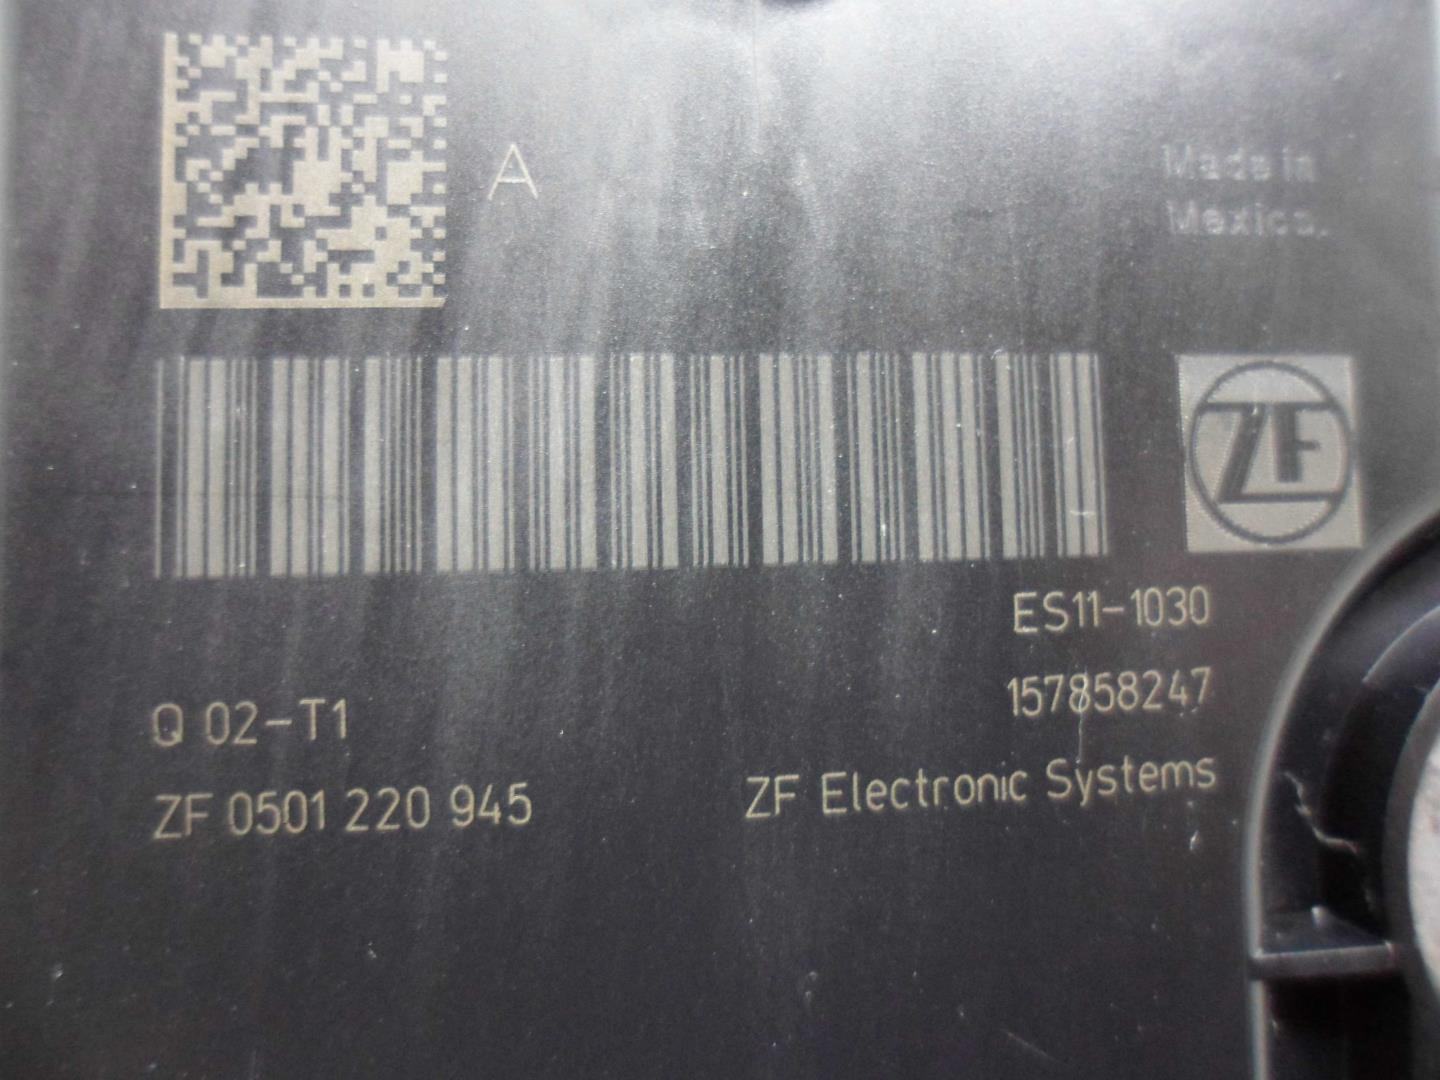 A
Made in
Mexico.
ZF
ES11-1030
157858247
Q 02-T1
ZF 0501 220 945
ZF Electronic Systems